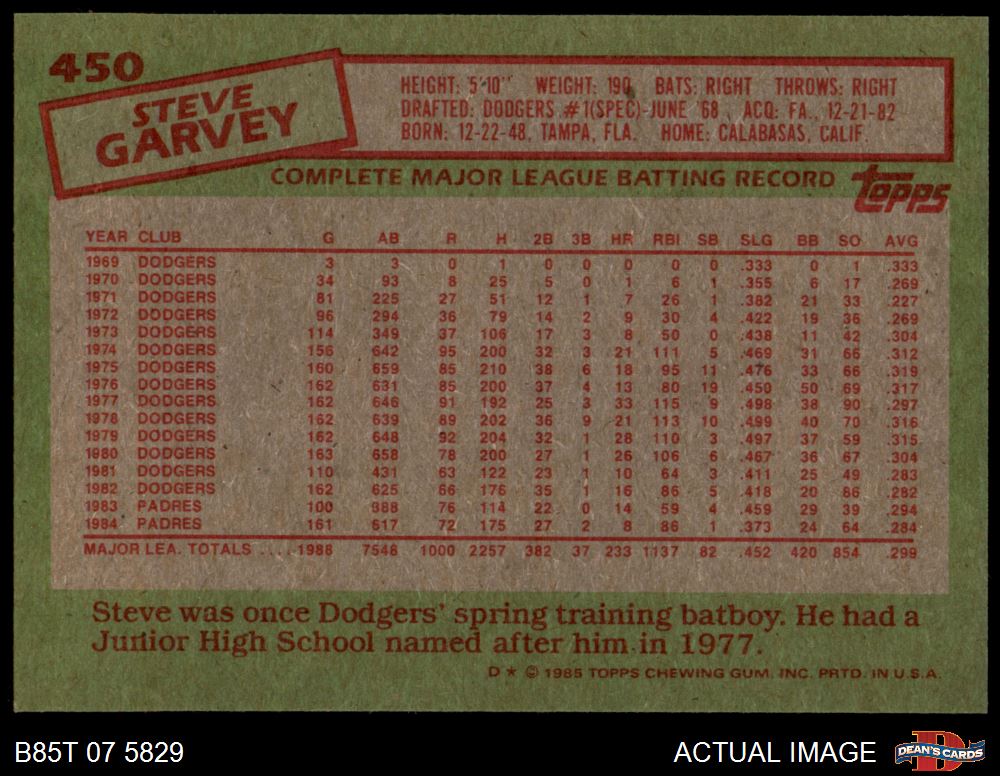 450
STEVE
GARVEY
HEIGHT: 5'10" WEIGHT: 190 BATS: RIGHT THROWS: RIGHT
DRAFTED: DODGERS #1(SPEC)-JUNE '68 ACQ: FA., 12-21-82
BORN: 12-22-48, TAMPA, FLA. HOME: CALABASAS, CALIF.
COMPLETE MAJOR LEAGUE BATTING RECORD
topps
YEAR CLUB G AB R H 2B 3B HR RBI SB SLG BB SO AVG
1969 DODGERS 3 3 0 1 0 0 0 0 0 .333 0 1 .333
1970 DODGERS 34 93 8 25 5 0 1 6 1 .355 6 17 .269
1971 DODGERS 81 225 27 51 12 1 7 26 1 .382 21 33 .227
1972 DODGERS 96 294 36 79 14 2 9 30 4 .422 19 36 .269
1973 DODGERS 114 349 37 106 17 3 8 50 0 .438 11 42 .304
1974 DODGERS 156 642 95 200 32 3 21 111 5 .469 31 66 .312
1975 DODGERS 160 659 85 210 38 6 18 95 11 .476 33 66 .319
1976 DODGERS 162 631 85 200 37 4 13 80 19 .450 50 69 .317
1977 DODGERS 162 646 91 192 25 3 33 115 9 .498 38 90 .297
1978 DODGERS 162 639 89 202 36 9 21 113 10 .499 40 70 .316
1979 DODGERS 162 648 92 204 32 1 28 110 3 .497 37 59 .315
1980 DODGERS 163 658 78 200 27 1 26 106 6 .467 36 67 .304
1981 DODGERS 110 431 63 122 23 1 10 64 3 .411 25 49 .283
1982 DODGERS 162 625 66 176 35 1 16 86 5 .418 20 86 .282
1983 PADRES 100 388 76 114 22 0 14 59 4 .459 29 39 .294
1984 PADRES 161 617 72 175 27 2 8 86 1 .373 24 64 .284
MAJOR LEA. TOTALS .... 1988 7548 1000 2257 382 37 233 1137 82 .452 420 854 .299
Steve was once Dodgers' spring training batboy. He had a
Junior High School named after him in 1977.
D ★ © 1985 TOPPS CHEWING GUM, INC. PRTD. IN U.S.A.
B85T 07 5829
ACTUAL IMAGE
DEAN'S CARDS